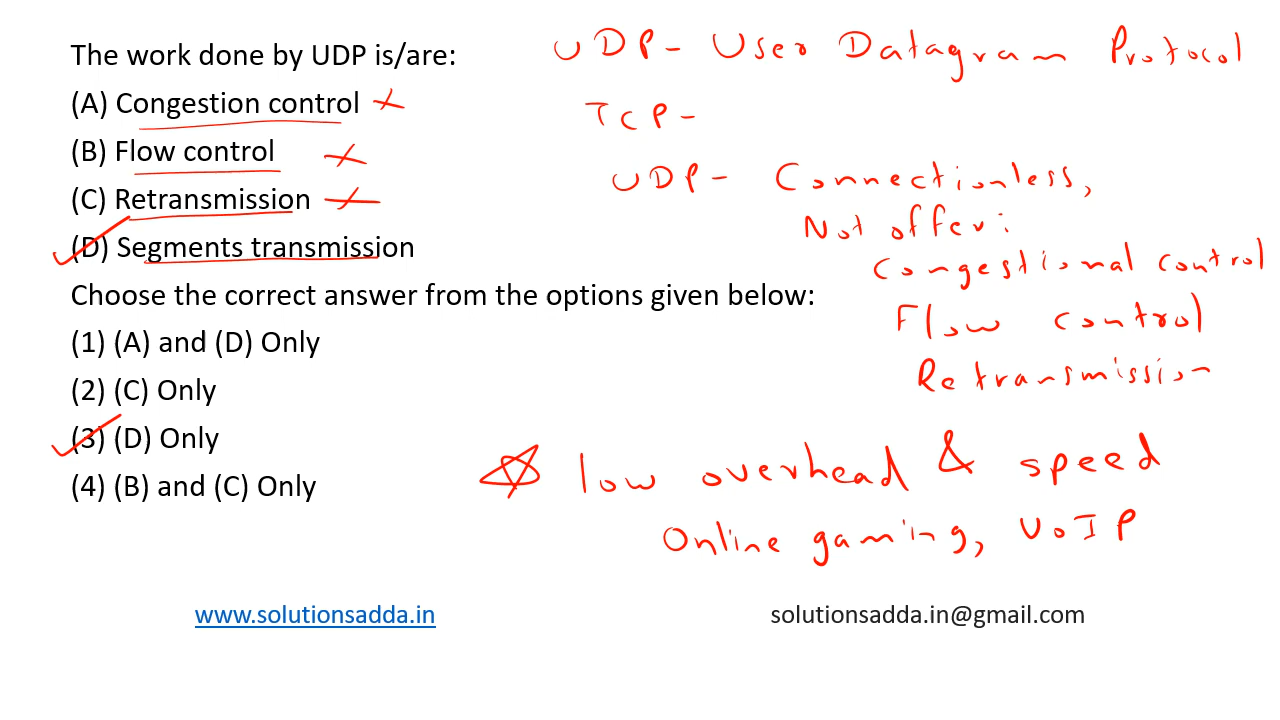 The work done by UDP is/are:
(A) Congestion control
(B) Flow control
(C) Retransmission
(D) Segments transmission
Choose the correct answer from the options given below:
(1) (A) and (D) Only
(2) (C) Only
(3) (D) Only
(4) (B) and (C) Only
UDP- User Datagram Protocol
TCP-
UDP- Connectionless,
Not offer:
Congestional control
Flow control
Retransmission
low overhead & speed
Online gaming, VoIP
www.solutionsadda.in
solutionsadda.in@gmail.com